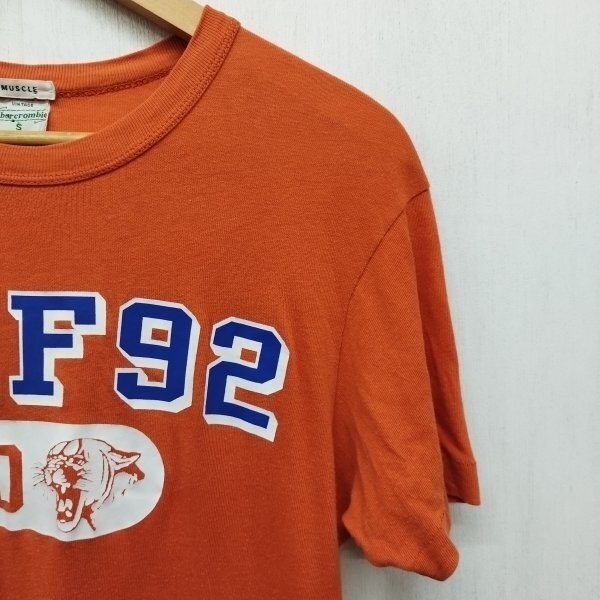 MUSCLE
VINTAGE
abercrombie
S
F92